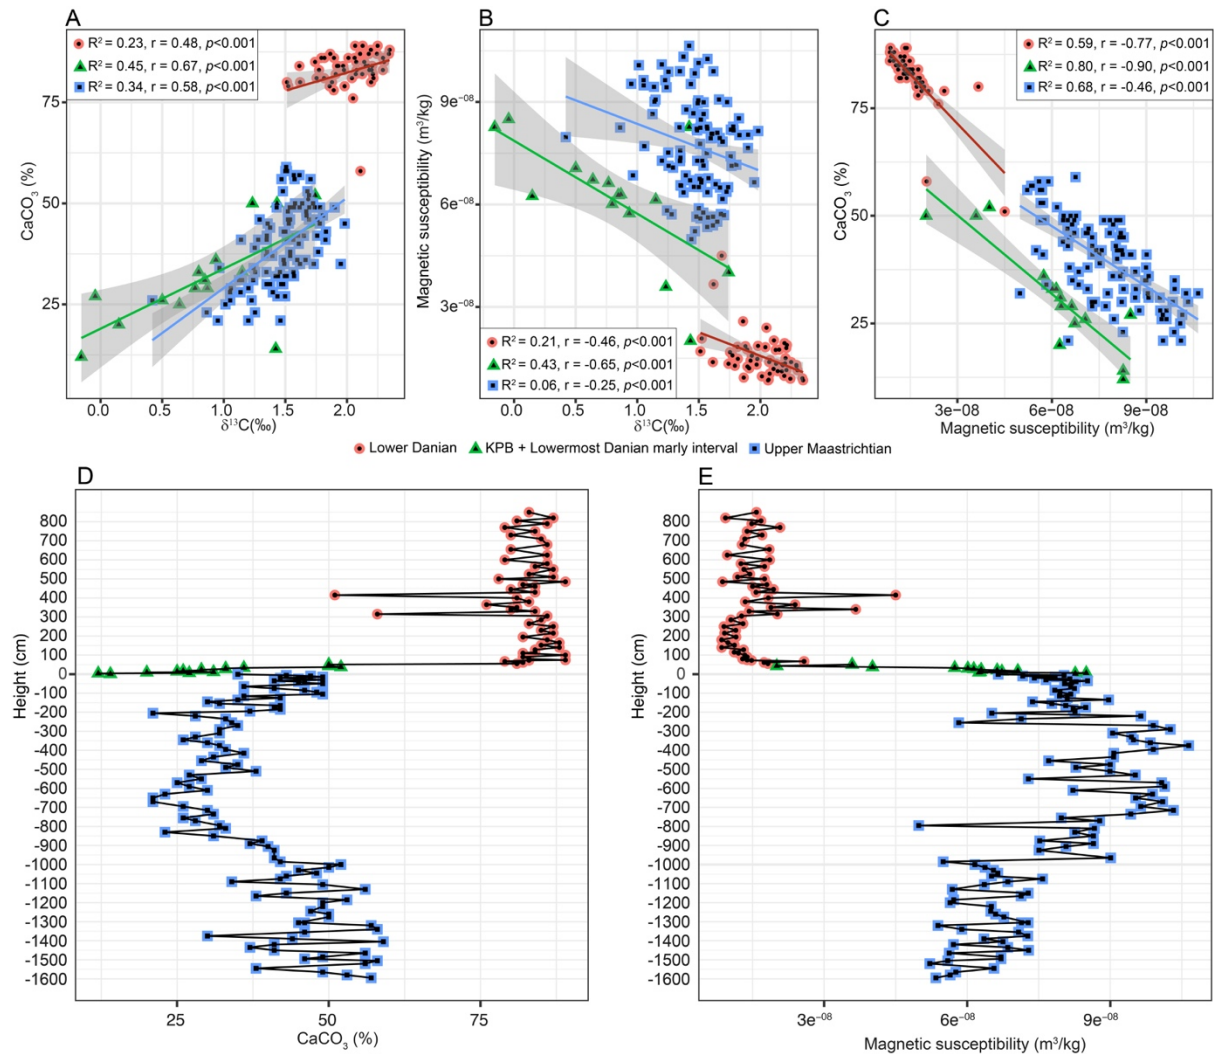 A
R² = 0.23, r = 0.48, p<0.001
R² = 0.45, r = 0.67, p<0.001
R² = 0.34, r = 0.58, p<0.001
CaCO₃ (%)
75
50
25
0.0 0.5 1.0 1.5 2.0
δ¹³C(‰)
B
Magnetic susceptibility (m³/kg)
9e⁻⁰⁸
6e⁻⁰⁸
3e⁻⁰⁸
R² = 0.21, r = -0.46, p<0.001
R² = 0.43, r = -0.65, p<0.001
R² = 0.06, r = -0.25, p<0.001
0.0 0.5 1.0 1.5 2.0
δ¹³C(‰)
C
R² = 0.59, r = -0.77, p<0.001
R² = 0.80, r = -0.90, p<0.001
R² = 0.68, r = -0.46, p<0.001
CaCO₃ (%)
75
50
25
3e⁻⁰⁸ 6e⁻⁰⁸ 9e⁻⁰⁸
Magnetic susceptibility (m³/kg)
Lower Danian KPB + Lowermost Danian marly interval Upper Maastrichtian
D
Height (cm)
800
700
600
500
400
300
200
100
0
-100
-200
-300
-400
-500
-600
-700
-800
-900
-1000
-1100
-1200
-1300
-1400
-1500
-1600
25 50 75
CaCO₃ (%)
E
Height (cm)
800
700
600
500
400
300
200
100
0
-100
-200
-300
-400
-500
-600
-700
-800
-900
-1000
-1100
-1200
-1300
-1400
-1500
-1600
3e⁻⁰⁸ 6e⁻⁰⁸ 9e⁻⁰⁸
Magnetic susceptibility (m³/kg)